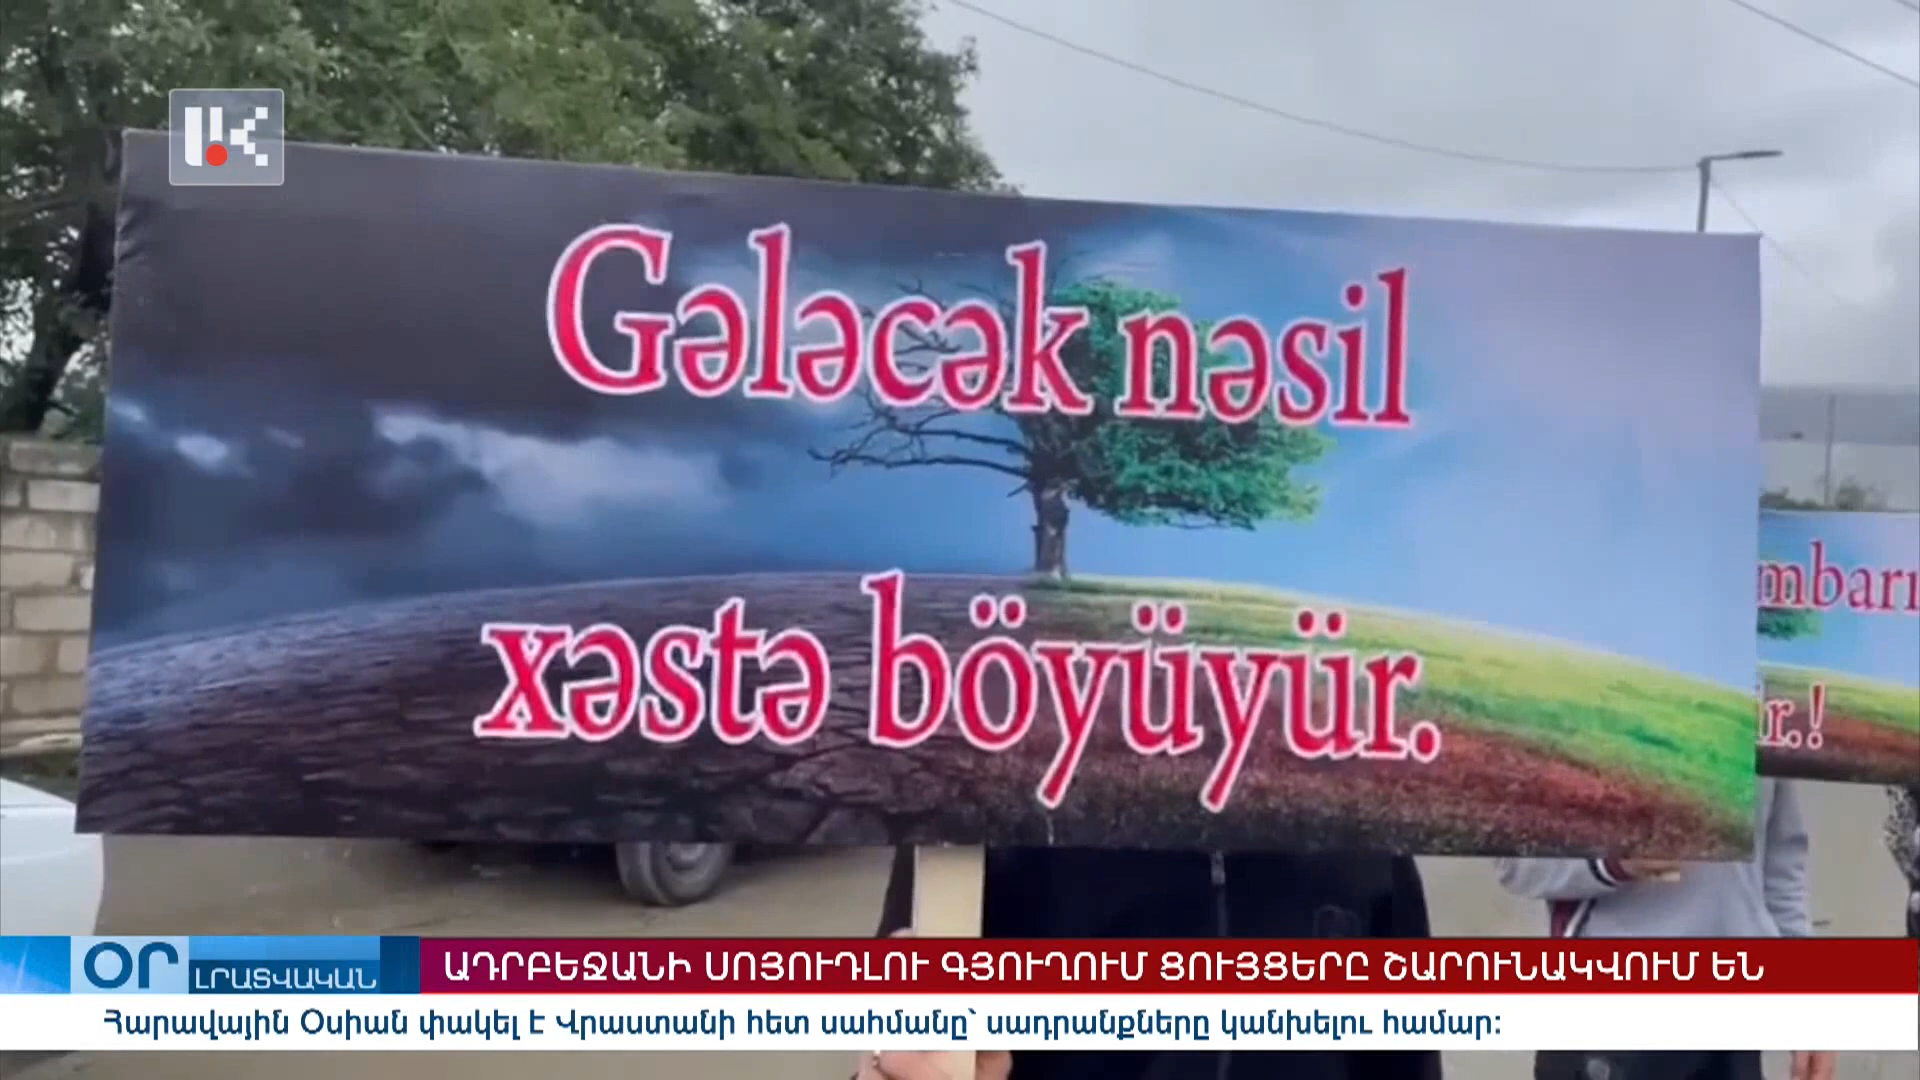 Gələcək nəsil
xəstə böyüyür.
ՕՐ
ԼՐԱՏՎԱԿԱՆ
ԱԴՐԲԵՋԱՆԻ ՍՈՅՈՒԴԼՈՒ ԳՅՈՒՂՈՒՄ ՑՈՒՅՑԵՐԸ ՇԱՐՈՒՆԱԿՎՈՒՄ ԵՆ
Հարավային Օսիան փակել է Վրաստանի հետ սահմանը՝ սադրանքները կանխելու համար: